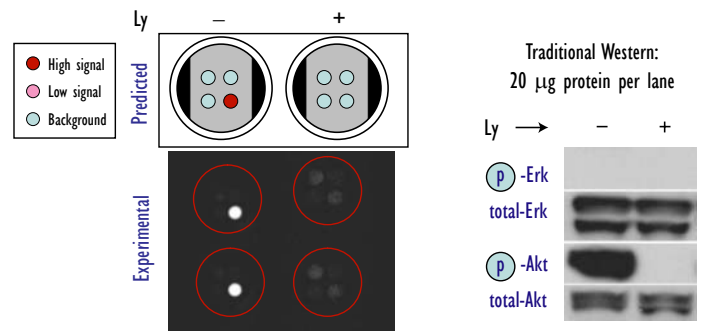 Ly – +
High signal
Low signal
Background
Predicted
Experimental
Traditional Western:
20 µg protein per lane
Ly → – +
p -Erk
total-Erk
p -Akt
total-Akt